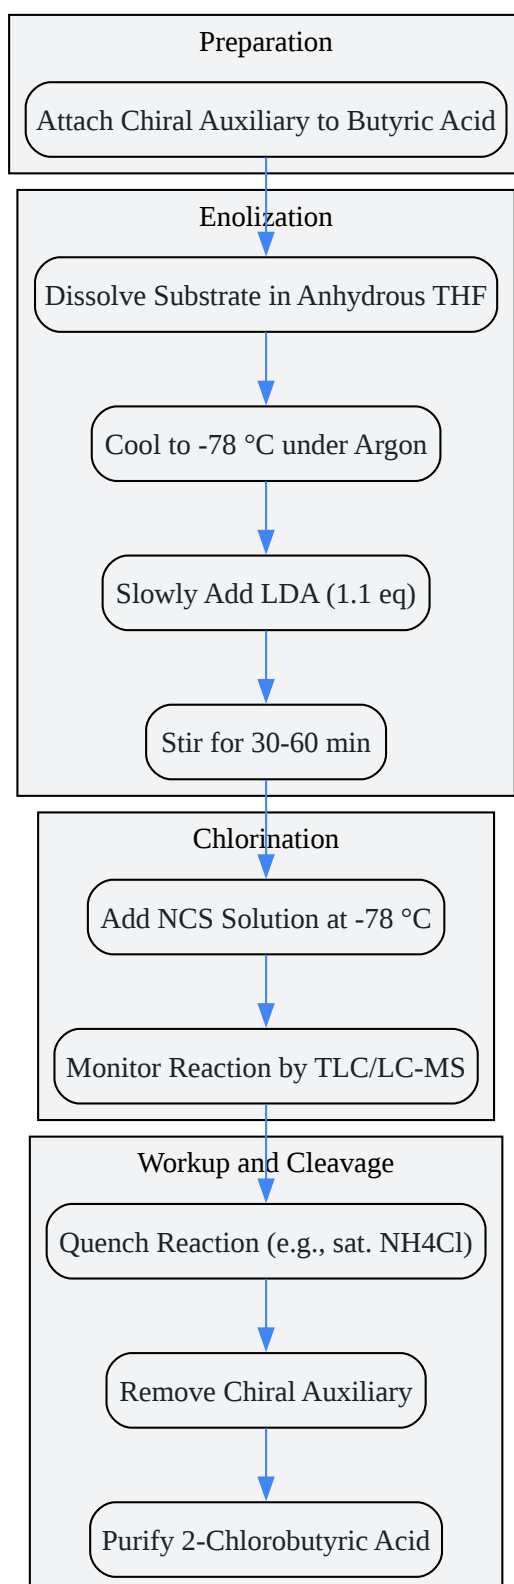 Preparation
Attach Chiral Auxiliary to Butyric Acid
Enolization
Dissolve Substrate in Anhydrous THF
Cool to -78 °C under Argon
Slowly Add LDA (1.1 eq)
Stir for 30-60 min
Chlorination
Add NCS Solution at -78 °C
Monitor Reaction by TLC/LC-MS
Workup and Cleavage
Quench Reaction (e.g., sat. NH4Cl)
Remove Chiral Auxiliary
Purify 2-Chlorobutyric Acid